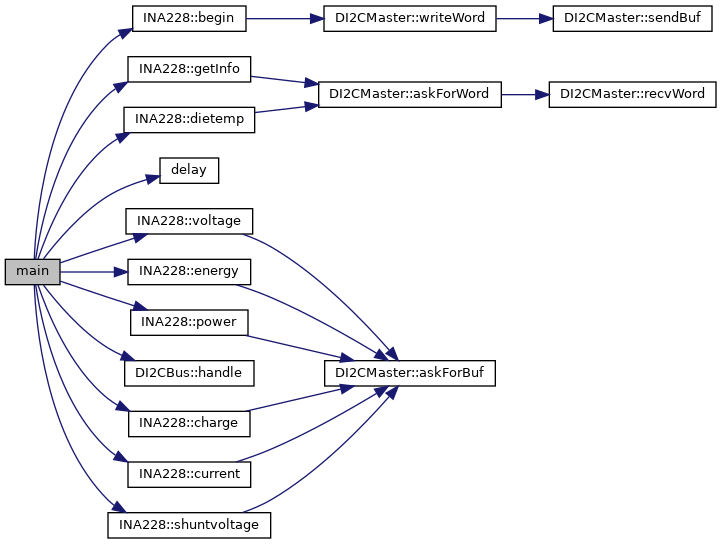 INA228::begin
DI2CMaster::writeWord
DI2CMaster::sendBuf
INA228::getInfo
DI2CMaster::askForWord
DI2CMaster::recvWord
INA228::dietemp
delay
INA228::voltage
main
INA228::energy
INA228::power
DI2CBus::handle
DI2CMaster::askForBuf
INA228::charge
INA228::current
INA228::shuntvoltage